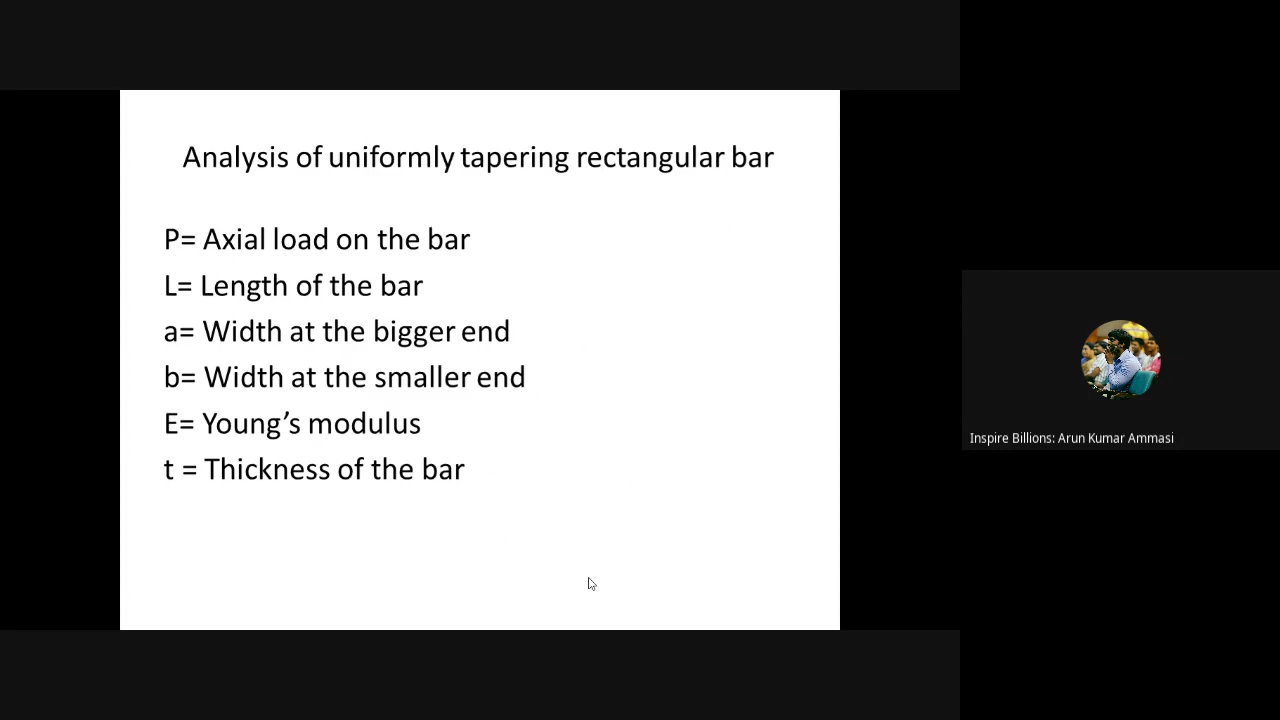 Analysis of uniformly tapering rectangular bar
P= Axial load on the bar
L= Length of the bar
a= Width at the bigger end
b= Width at the smaller end
E= Young’s modulus
t = Thickness of the bar
Inspire Billions: Arun Kumar Ammasi